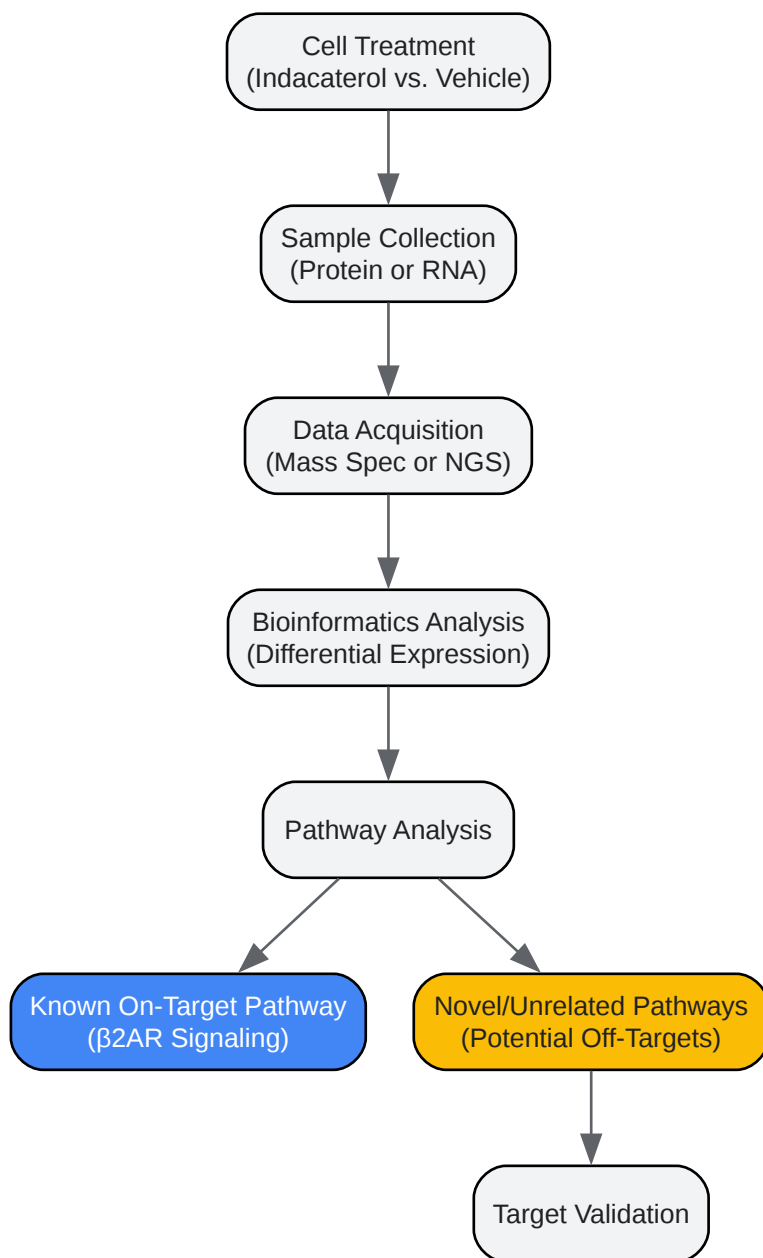 Cell Treatment
(Indacaterol vs. Vehicle)
Sample Collection
(Protein or RNA)
Data Acquisition
(Mass Spec or NGS)
Bioinformatics Analysis
(Differential Expression)
Pathway Analysis
Known On-Target Pathway
(β2AR Signaling)
Novel/Unrelated Pathways
(Potential Off-Targets)
Target Validation